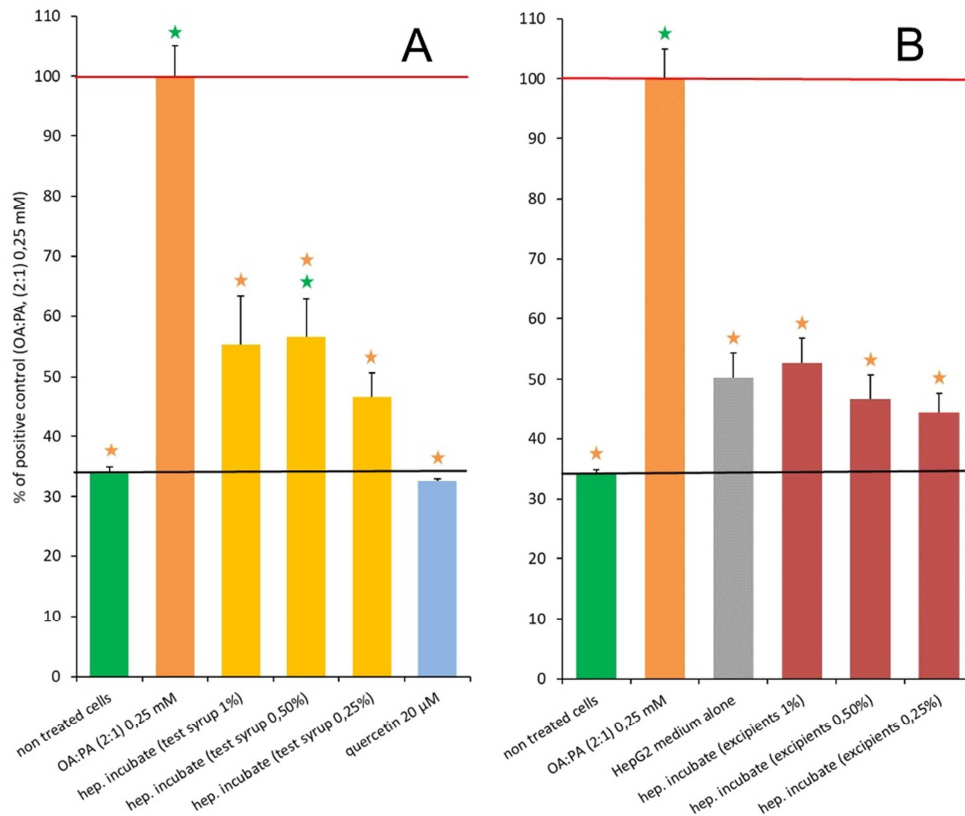 A
% of positive control (OA:PA, (2:1) 0,25 mM)
110
100
90
80
70
60
50
40
30
20
10
0
non treated cells
OA:PA (2:1) 0,25 mM
hep. incubate (test syrup 1%)
hep. incubate (test syrup 0,50%)
hep. incubate (test syrup 0,25%)
quercetin 20 µM
B
110
100
90
80
70
60
50
40
30
20
10
0
non treated cells
OA:PA (2:1) 0,25 mM
HepG2 medium alone
hep. incubate (excipients 1%)
hep. incubate (excipients 0,50%)
hep. incubate (excipients 0,25%)